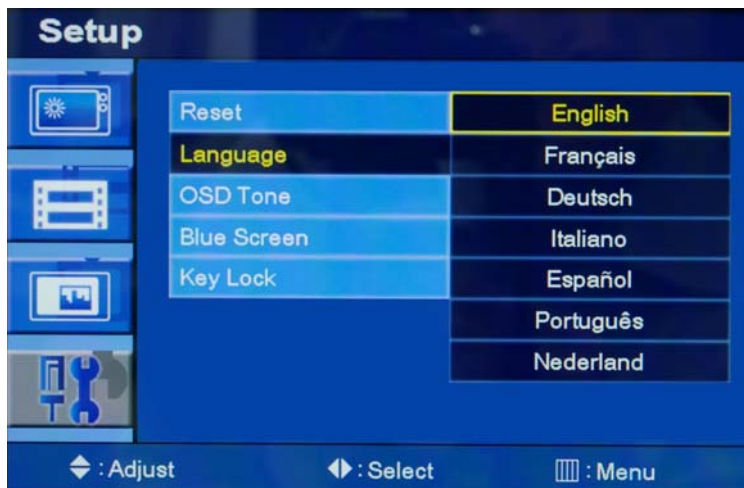 Setup
Reset
English
Language
Français
OSD Tone
Deutsch
Blue Screen
Italiano
Key Lock
Español
Português
Nederland
: Adjust
: Select
: Menu